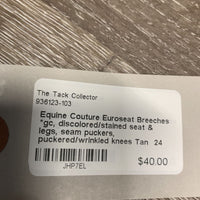 The Tack Collector
936123-103
Equine Couture Euroseat Breeches
*gc, discolored/stained seat &
legs, seam puckers,
puckered/wrinkled knees Tan 24
JHP7EL
$40.00